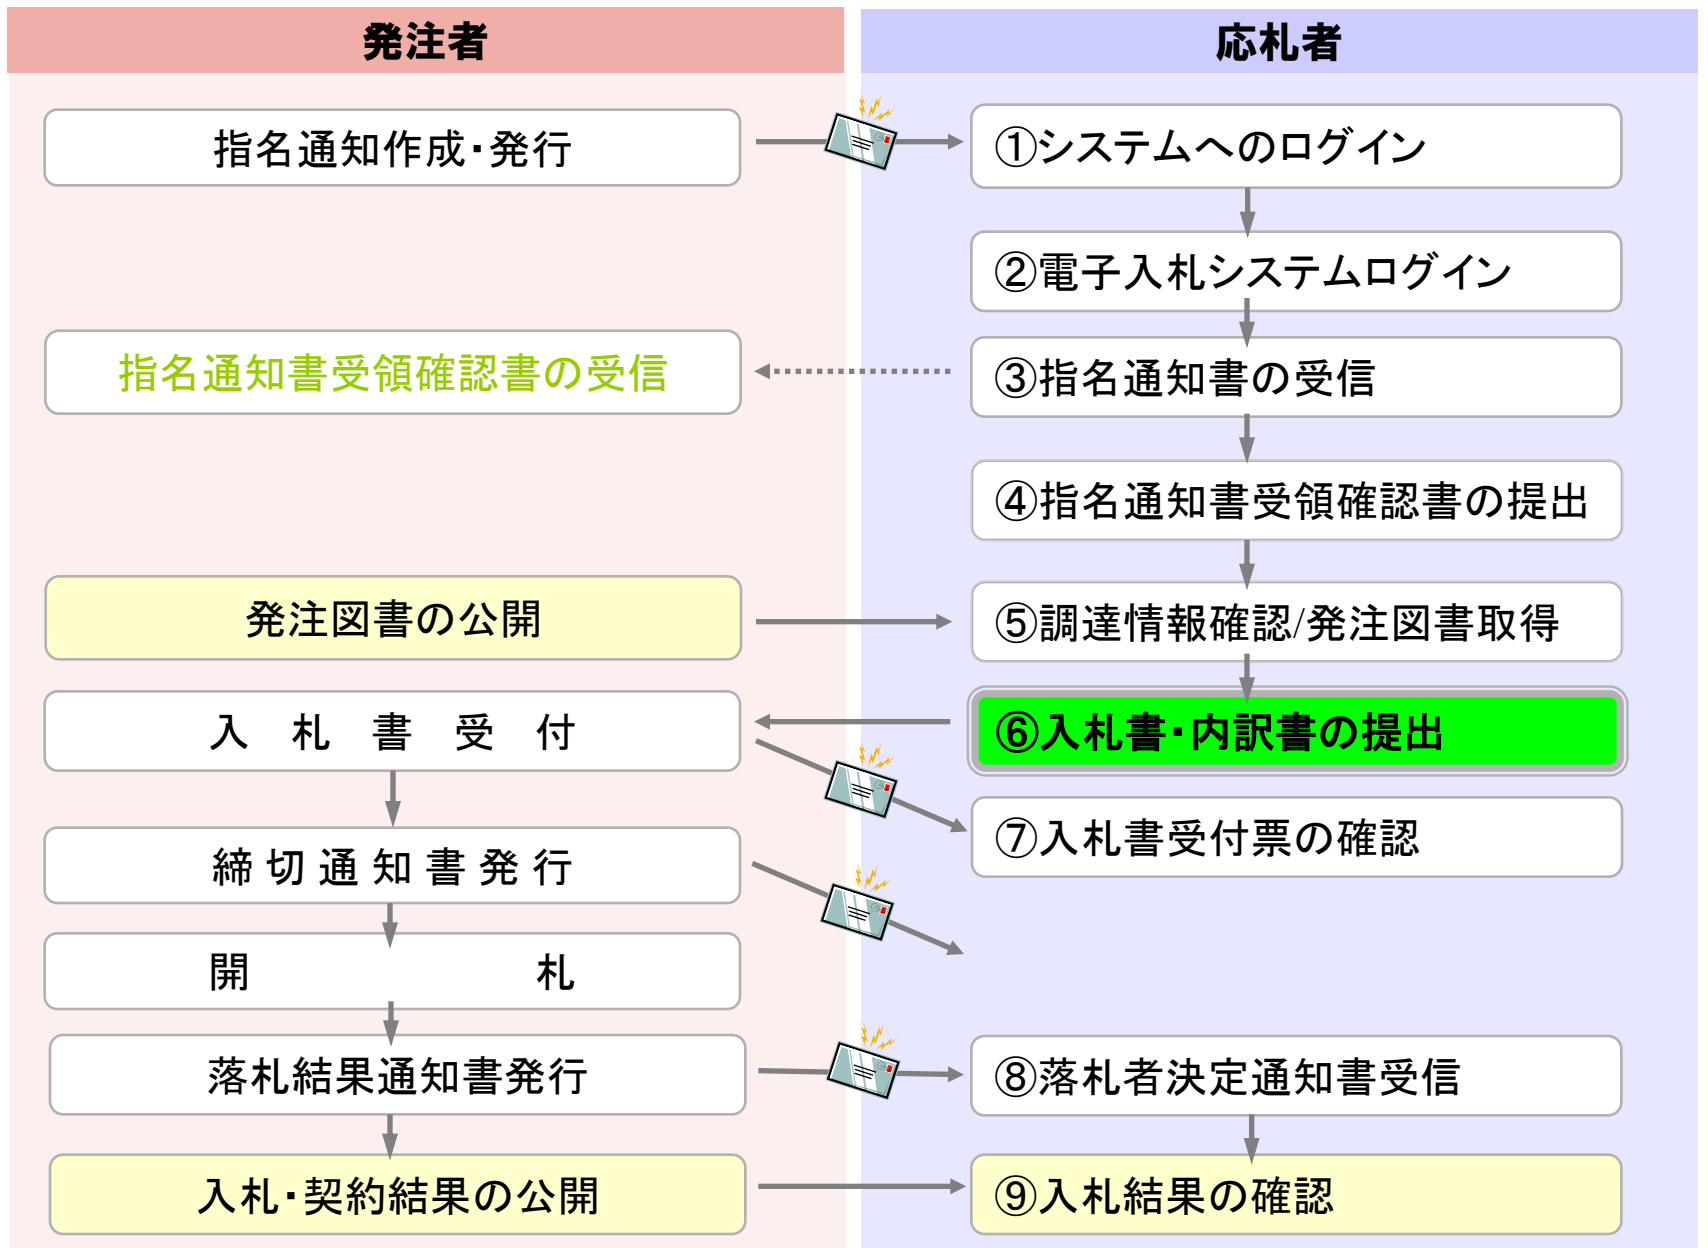 発注者
応札者
指名通知作成・発行
①システムへのログイン
②電子入札システムログイン
指名通知書受領確認書の受信
③指名通知書の受信
④指名通知書受領確認書の提出
発注図書の公開
⑤調達情報確認/発注図書取得
入 札 書 受 付
⑥入札書・内訳書の提出
⑦入札書受付票の確認
締 切 通 知 書 発 行
開 札
落札結果通知書発行
⑧落札者決定通知書受信
入札・契約結果の公開
⑨入札結果の確認